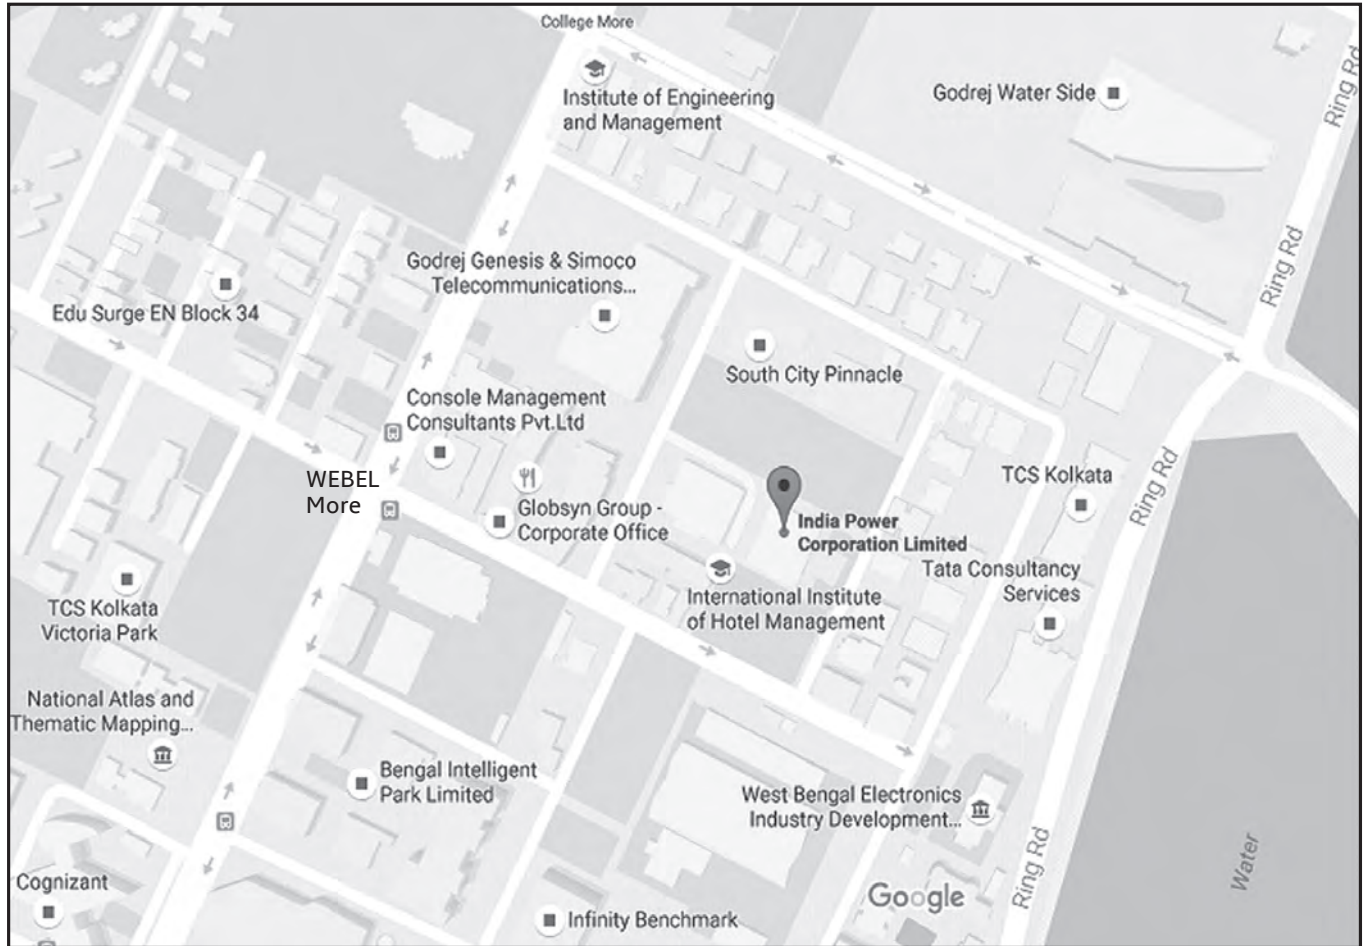 College More
Institute of Engineering
and Management
Godrej Water Side
Ring Rd
Ring Rd
Godrej Genesis & Simoco
Telecommunications...
Edu Surge EN Block 34
South City Pinnacle
Console Management
Consultants Pvt.Ltd
WEBEL
More
Globsyn Group -
Corporate Office
TCS Kolkata
Ring Rd
India Power
Corporation Limited
Tata Consultancy
Services
International Institute
of Hotel Management
TCS Kolkata
Victoria Park
National Atlas and
Thematic Mapping...
Bengal Intelligent
Park Limited
West Bengal Electronics
Industry Development...
Ring Rd
Water
Cognizant
Google
Infinity Benchmark